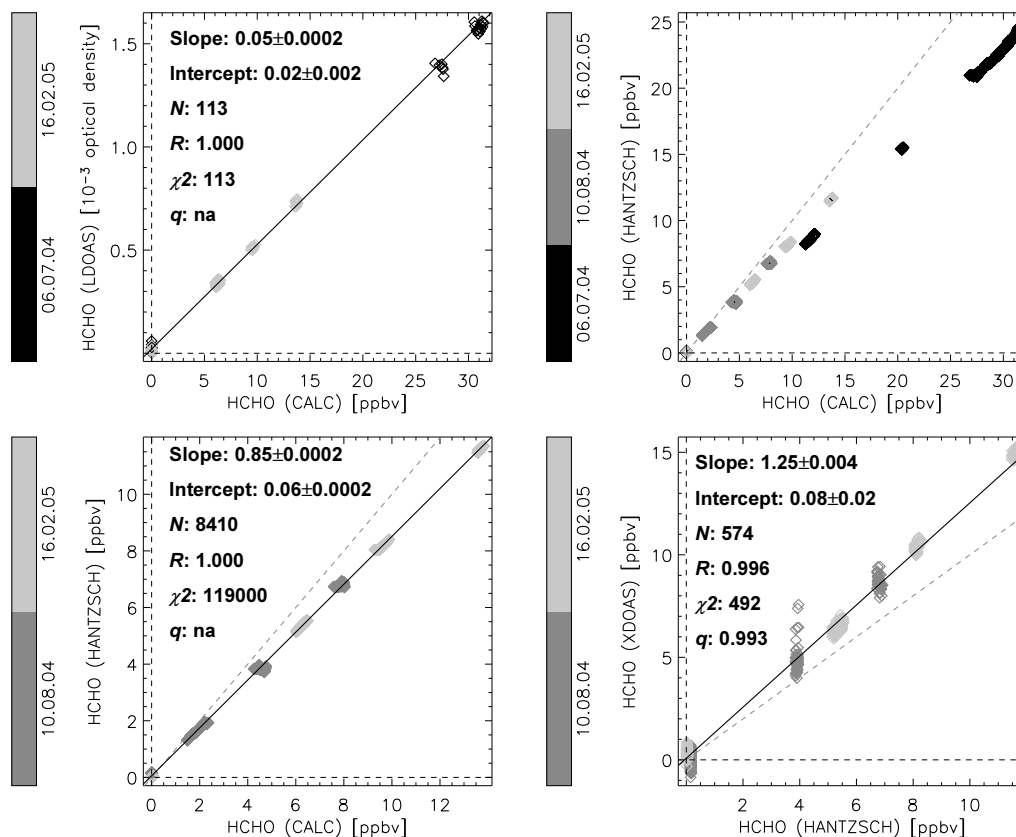 16.02.05
06.07.04
HCHO (LDOAS) [10⁻³ optical density]
1.5
1.0
0.5
0.0
Slope: 0.05±0.0002
Intercept: 0.02±0.002
N: 113
R: 1.000
χ2: 113
q: na
0 5 10 15 20 25 30
HCHO (CALC) [ppbv]
16.02.05
10.08.04
06.07.04
HCHO (HANTZSCH) [ppbv]
25
20
15
10
5
0
0 5 10 15 20 25 30
HCHO (CALC) [ppbv]
16.02.05
10.08.04
HCHO (HANTZSCH) [ppbv]
10
8
6
4
2
0
Slope: 0.85±0.0002
Intercept: 0.06±0.0002
N: 8410
R: 1.000
χ2: 119000
q: na
0 2 4 6 8 10 12
HCHO (CALC) [ppbv]
16.02.05
10.08.04
HCHO (XDOAS) [ppbv]
15
10
5
0
Slope: 1.25±0.004
Intercept: 0.08±0.02
N: 574
R: 0.996
χ2: 492
q: 0.993
2 4 6 8 10
HCHO (HANTZSCH) [ppbv]